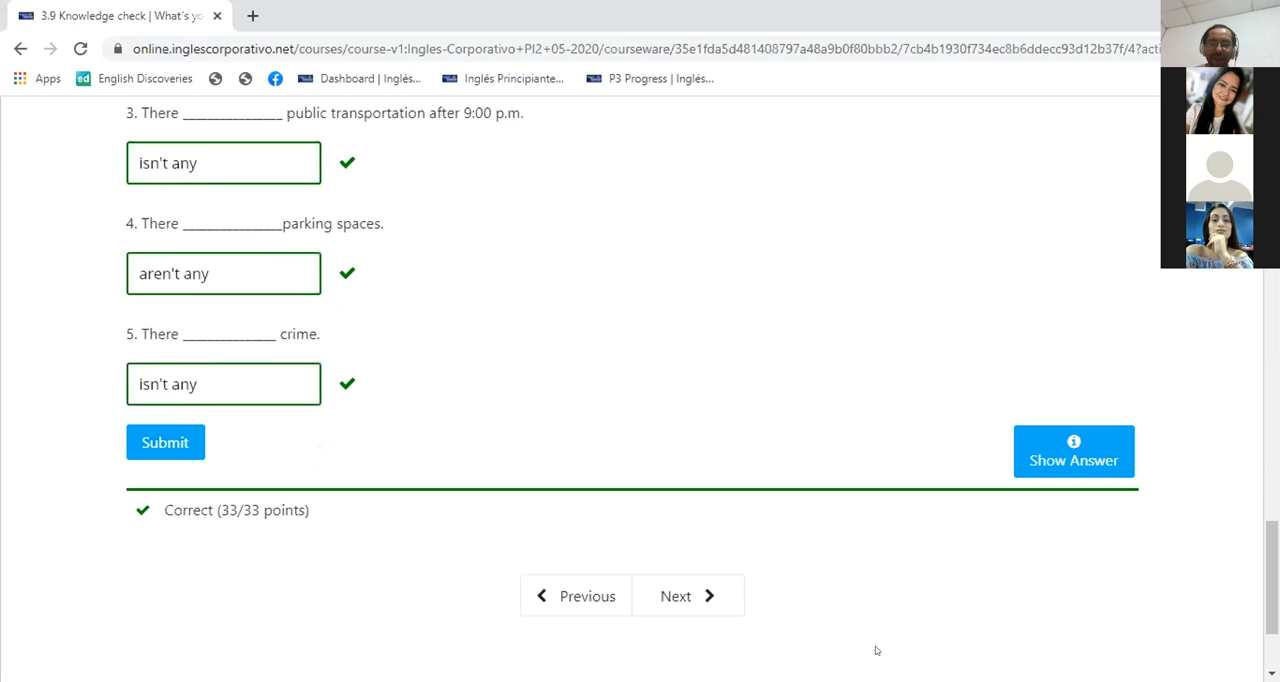 3.9 Knowledge check | What's yo
online.inglescorporativo.net/courses/course-v1:Ingles-Corporativo+PI2+05-2020/courseware/35e1fda5d481408797a48a9b0f80bbb2/7cb4b1930f734ec8b6ddecc93d12b37f/4?acti
Apps
ed English Discoveries
Dashboard | Inglés...
Inglés Principiante...
P3 Progress | Inglés...
3. There _______________ public transportation after 9:00 p.m.
isn't any
4. There _______________parking spaces.
aren't any
5. There ______________ crime.
isn't any
Submit
Show Answer
Correct (33/33 points)
Previous
Next